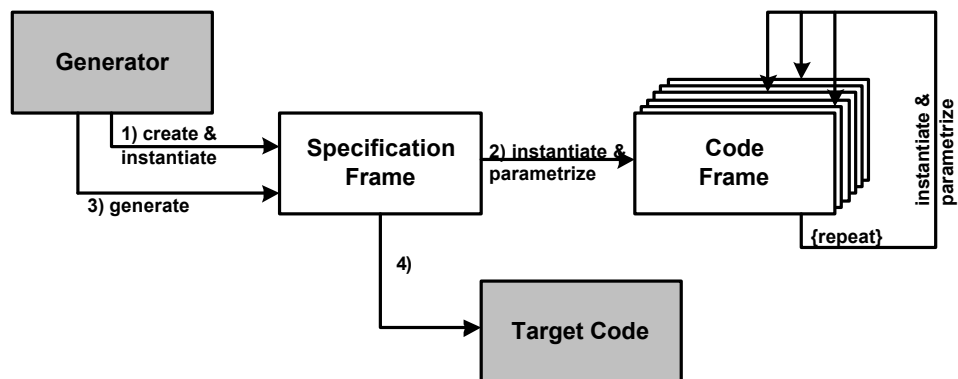 Generator
1) create &
instantiate
3) generate
Specification
Frame
2) instantiate &
parametrize
Code
Frame
instantiate &
parametrize
{repeat}
4)
Target Code